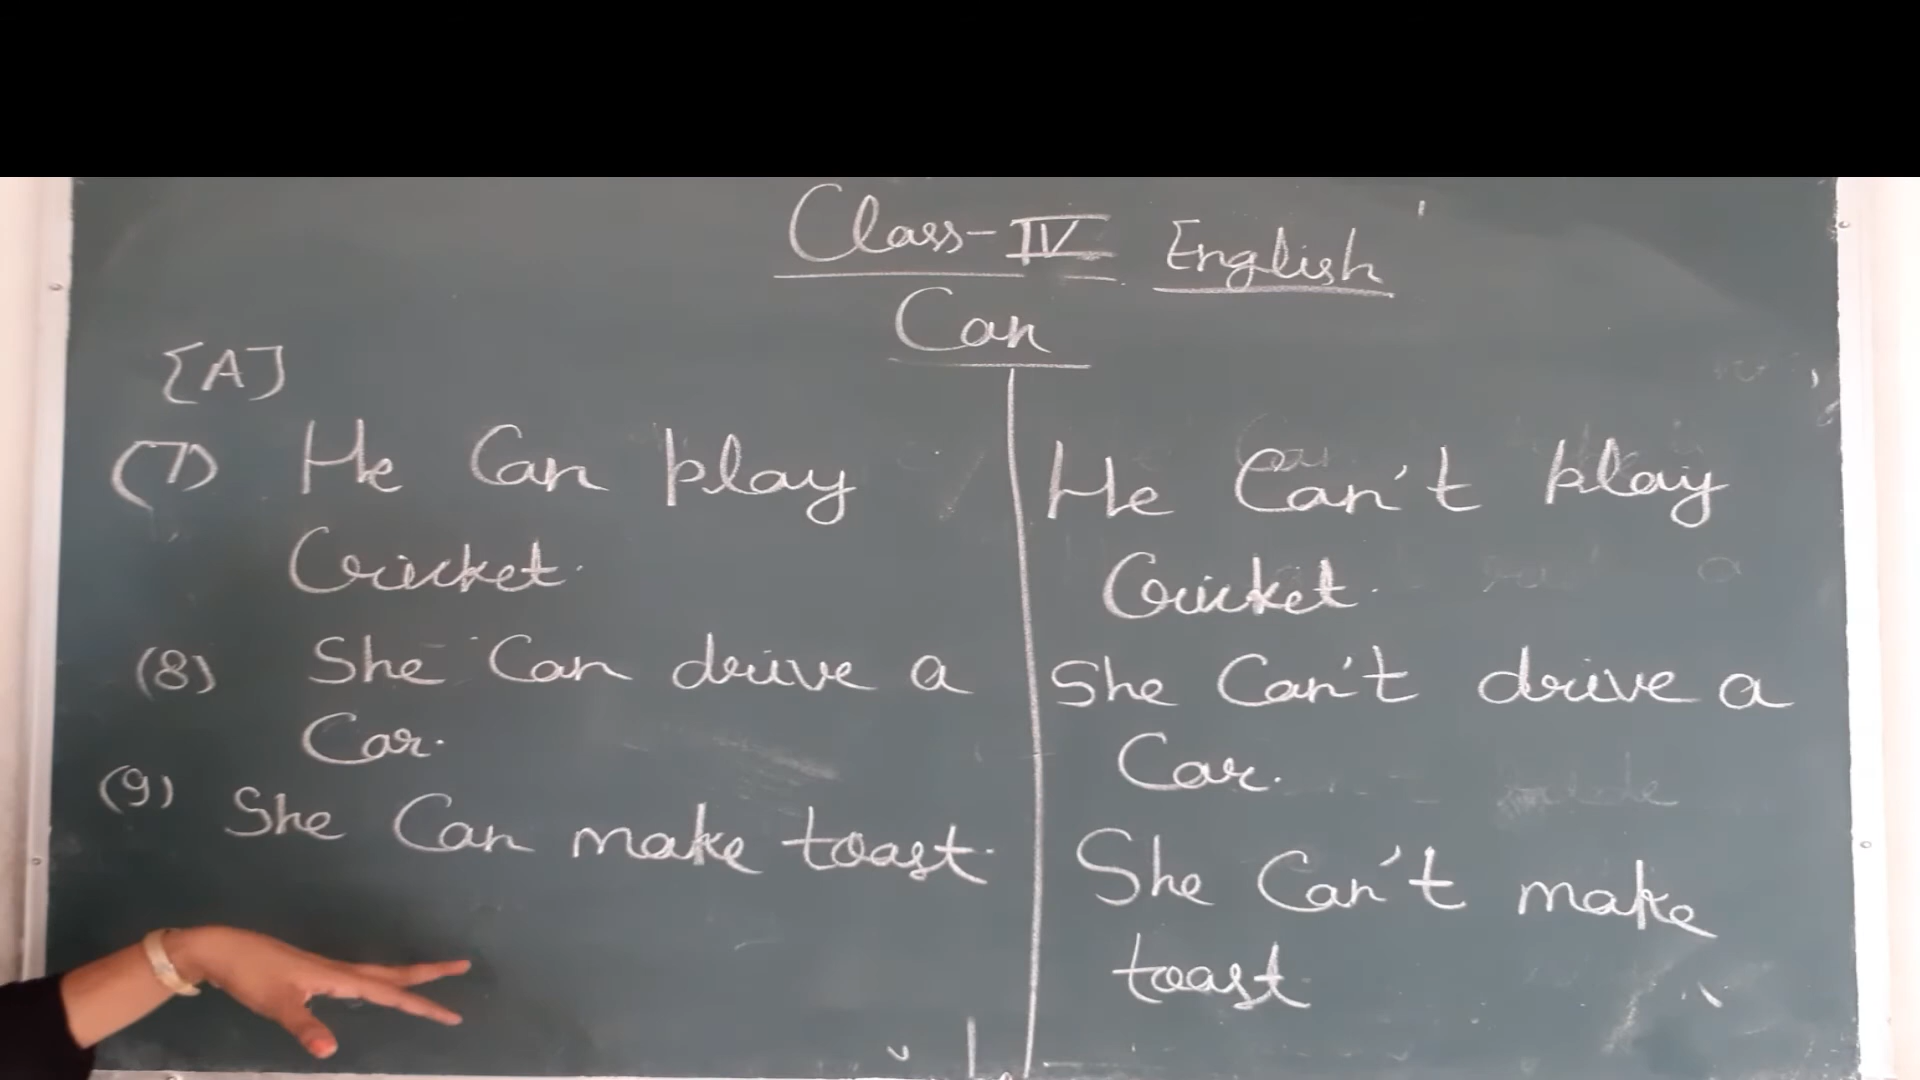 Class-IV English
Can
[A]
(7) He Can play
Cricket.
(8) She Can drive a
Car.
(9) She Can make toast.
He Can't play
Cricket.
She Can't drive a
Car.
She Can't make
toast